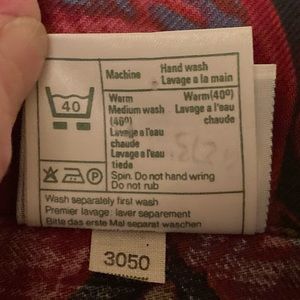 Machine
Hand wash
Lavage a la main
40
Warm
Medium wash
(40º)
Lavage a l'eau
chaude
Lavage a l'eau
tiede
Warm(40º)
Lavage a l'eau
chaude
P
Spin. Do not hand wring
Do not rub
Wash separately first wash
Premier lavage: laver separement
Bitte das erste Mal separat waschen
3050